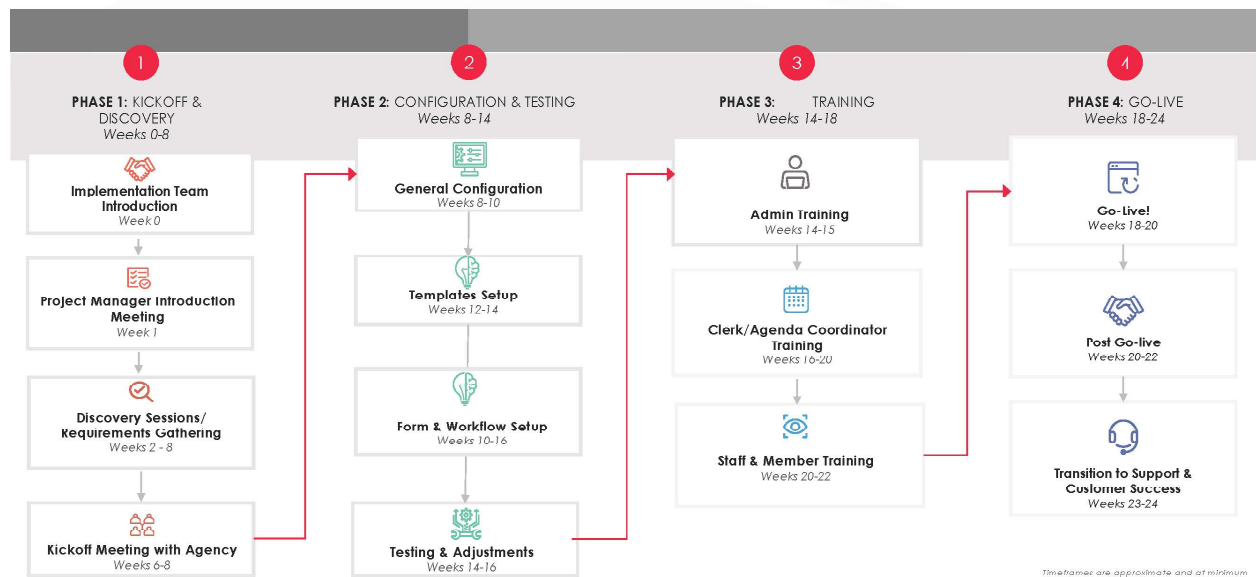 1
PHASE 1: KICKOFF &
DISCOVERY
Weeks 0-8
Implementation Team
Introduction
Week 0
Project Manager Introduction
Meeting
Week 1
Discovery Sessions/
Requirements Gathering
Weeks 2 - 8
Kickoff Meeting with Agency
Weeks 6-8
2
PHASE 2: CONFIGURATION & TESTING
Weeks 8-14
General Configuration
Weeks 8-10
Templates Setup
Weeks 12-14
Form & Workflow Setup
Weeks 10-16
Testing & Adjustments
Weeks 14-16
3
PHASE 3: TRAINING
Weeks 14-18
Admin Training
Weeks 14-15
Clerk/Agenda Coordinator
Training
Weeks 16-20
Staff & Member Training
Weeks 20-22
4
PHASE 4: GO-LIVE
Weeks 18-24
Go-Live!
Weeks 18-20
Post Go-live
Weeks 20-22
Transition to Support &
Customer Success
Weeks 23-24
Timeframes are approximate and at minimum